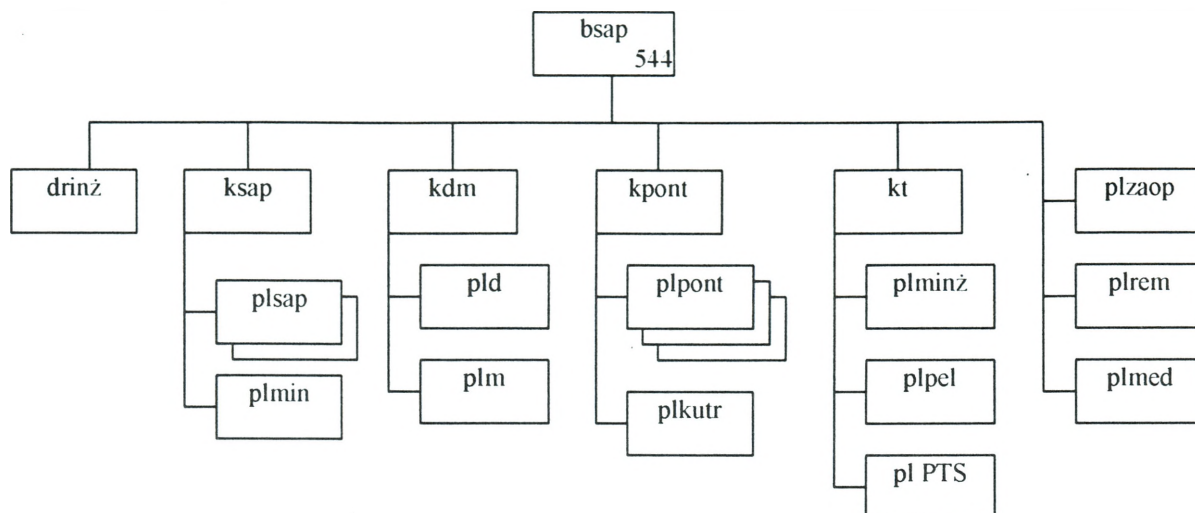 bsap
544
drinż
ksap
kdm
kpont
kt
plzaop
plsap
pld
plpont
plminż
plrem
plmin
plm
plkutr
plpel
plmed
pl PTS